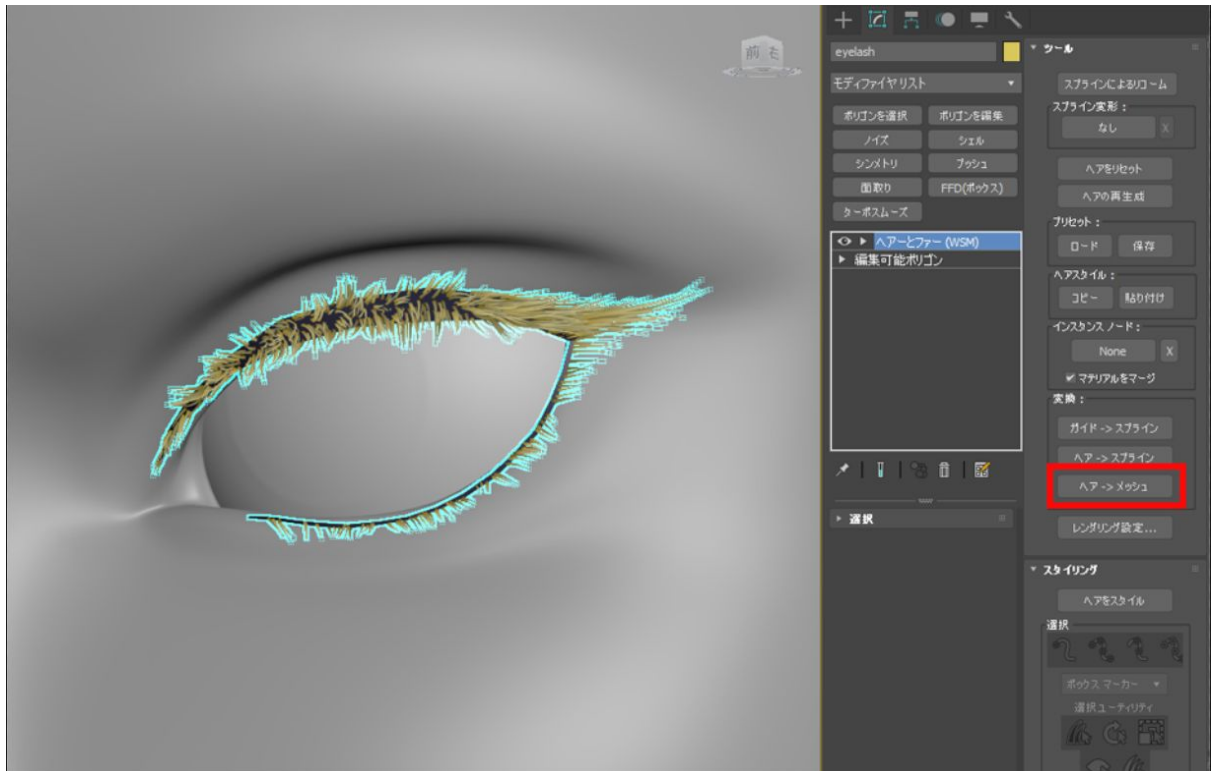 前 右
eyelash
モディファイヤ リスト
ポリゴンを選択 ポリゴンを編集
ノイズ シェル
シンメトリ プッシュ
面取り FFD(ボックス)
ターボスムーズ
ヘアーとファー (WSM)
編集可能ポリゴン
選択
ツール
スプラインによるリコーム
スプライン変形 :
なし X
ヘアをリセット
ヘアの再生成
プリセット :
ロード 保存
ヘアスタイル :
コピー 貼り付け
インスタンス ノード :
None X
マテリアルをマージ
変換 :
ガイド -> スプライン
ヘア -> スプライン
ヘア -> メッシュ
レンダリング設定...
スタイリング
ヘアをスタイル
選択
ボックス マーカー
選択ユーティリティ